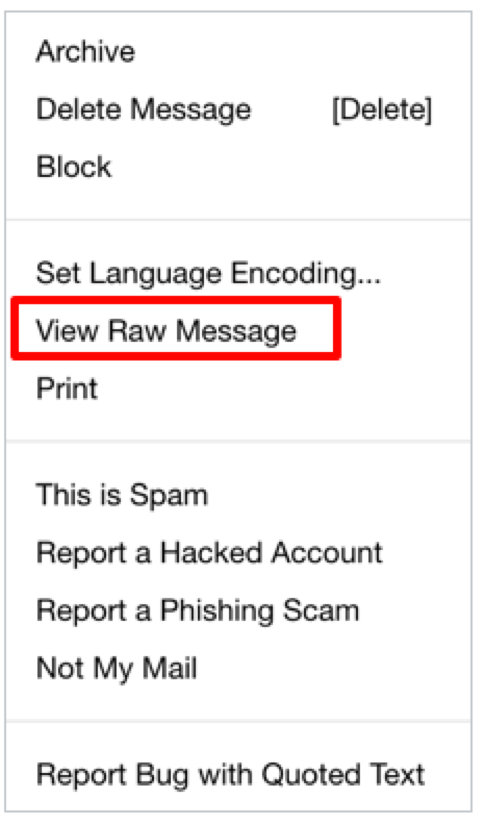 Archive
Delete Message [Delete]
Block
Set Language Encoding...
View Raw Message
Print
This is Spam
Report a Hacked Account
Report a Phishing Scam
Not My Mail
Report Bug with Quoted Text